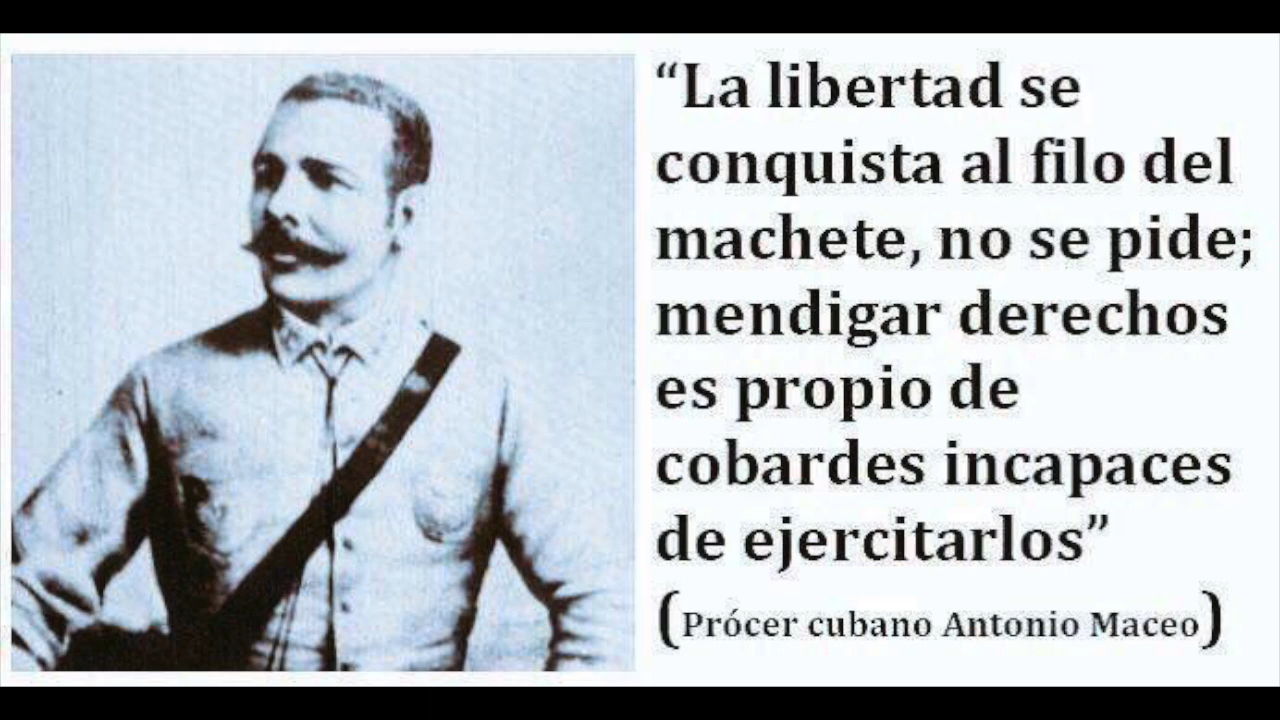 “La libertad se
conquista al filo del
machete, no se pide;
mendigar derechos
es propio de
cobardes incapaces
de ejercitarlos”
(Prócer cubano Antonio Maceo)